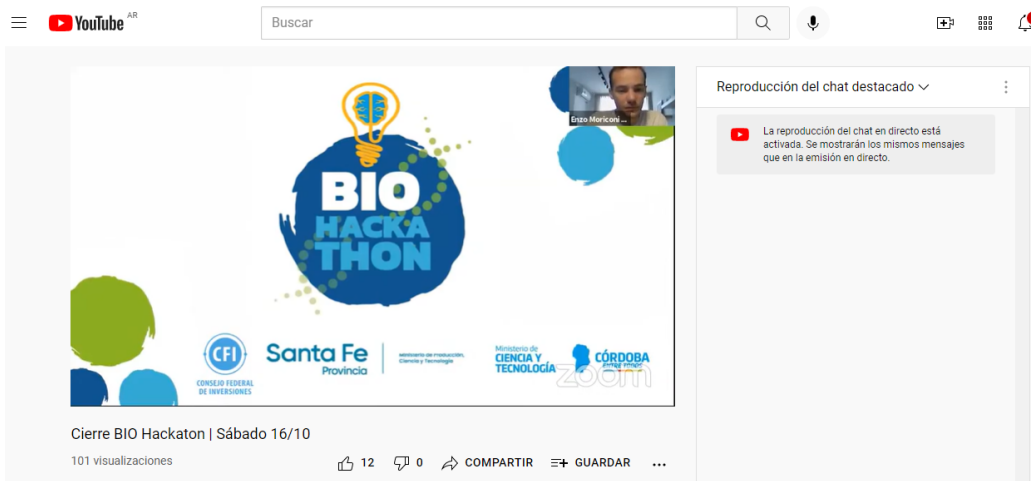 YouTube AR
Buscar
Enzo Moriconi ...
BIO
HACKA
THON
CFI
CONSEJO FEDERAL
DE INVERSIONES
Santa Fe
Provincia
Ministerio de Producción,
Ciencia y Tecnología
Ministerio de
CIENCIA Y
TECNOLOGÍA
CÓRDOBA
ENTRE TODOS
zoom
Cierre BIO Hackaton | Sábado 16/10
101 visualizaciones
12
0
COMPARTIR
GUARDAR
Reproducción del chat destacado
La reproducción del chat en directo está
activada. Se mostrarán los mismos mensajes
que en la emisión en directo.